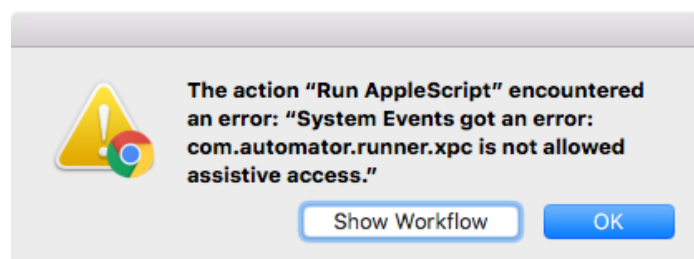 The action “Run AppleScript” encountered
an error: “System Events got an error:
com.automator.runner.xpc is not allowed
assistive access.”
Show Workflow OK